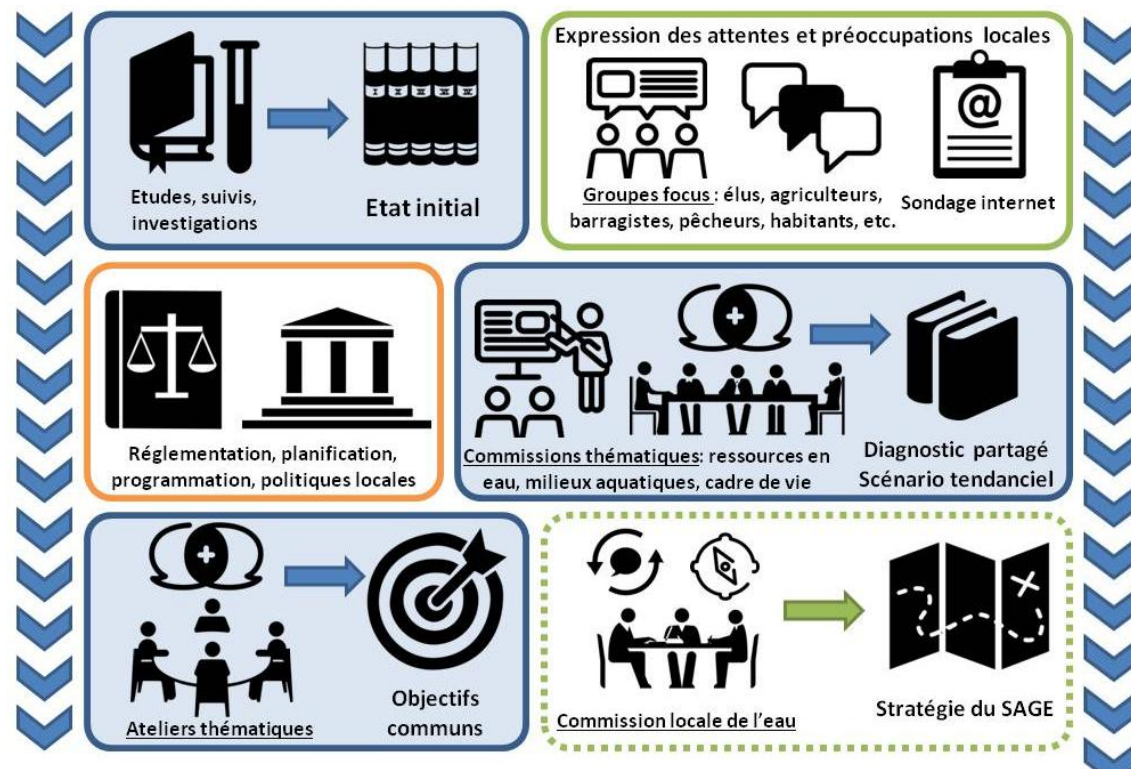 Etudes, suivis,
investigations
Etat initial
Expression des attentes et préoccupations locales
@
Groupes focus : élus, agriculteurs,
barragistes, pêcheurs, habitants, etc.
Sondage internet
Réglementation, planification,
programmation, politiques locales
Commissions thématiques: ressources en
eau, milieux aquatiques, cadre de vie
Diagnostic partagé
Scénario tendanciel
Ateliers thématiques
Objectifs
communs
Commission locale de l’eau
Stratégie du SAGE